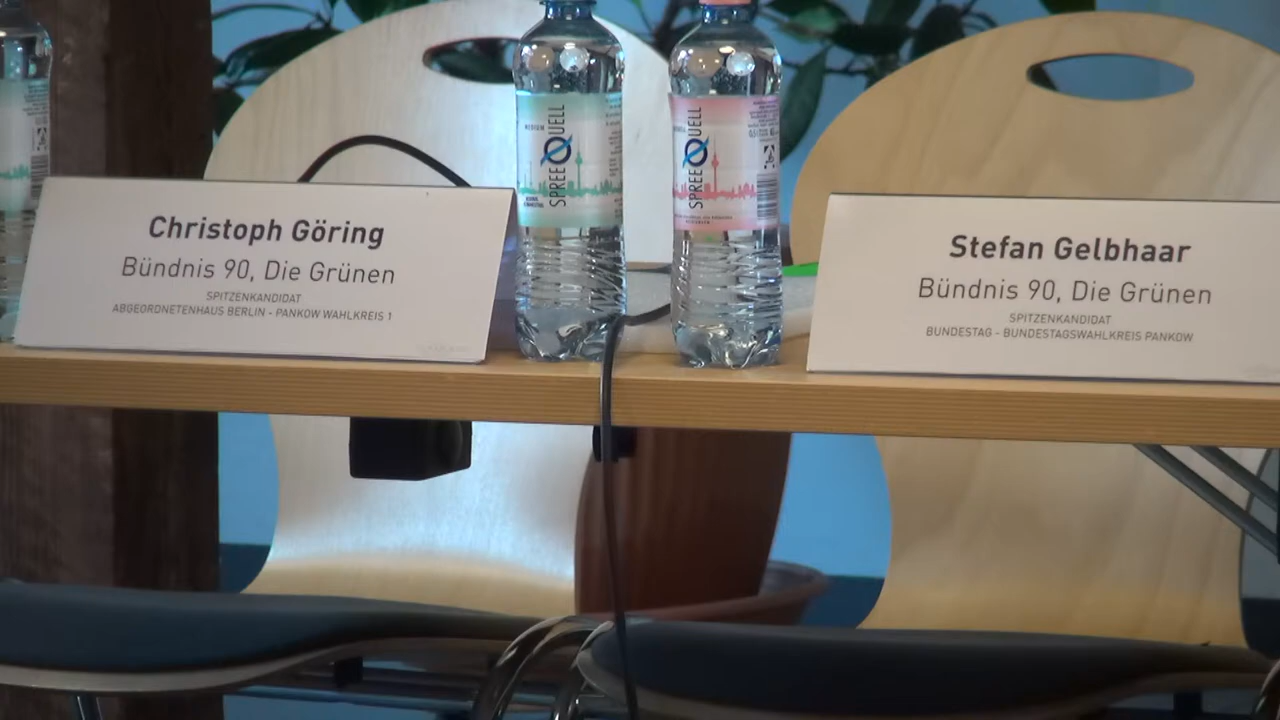 Christoph Göring
Bündnis 90, Die Grünen
SPITZENKANDIDAT
ABGEORDNETENHAUS BERLIN - PANKOW WAHLKREIS 1
MEDIUM
SPREEQUELL
SPREEQUELL
Stefan Gelbhaar
Bündnis 90, Die Grünen
SPITZENKANDIDAT
BUNDESTAG - BUNDESTAGSWAHLKREIS PANKOW